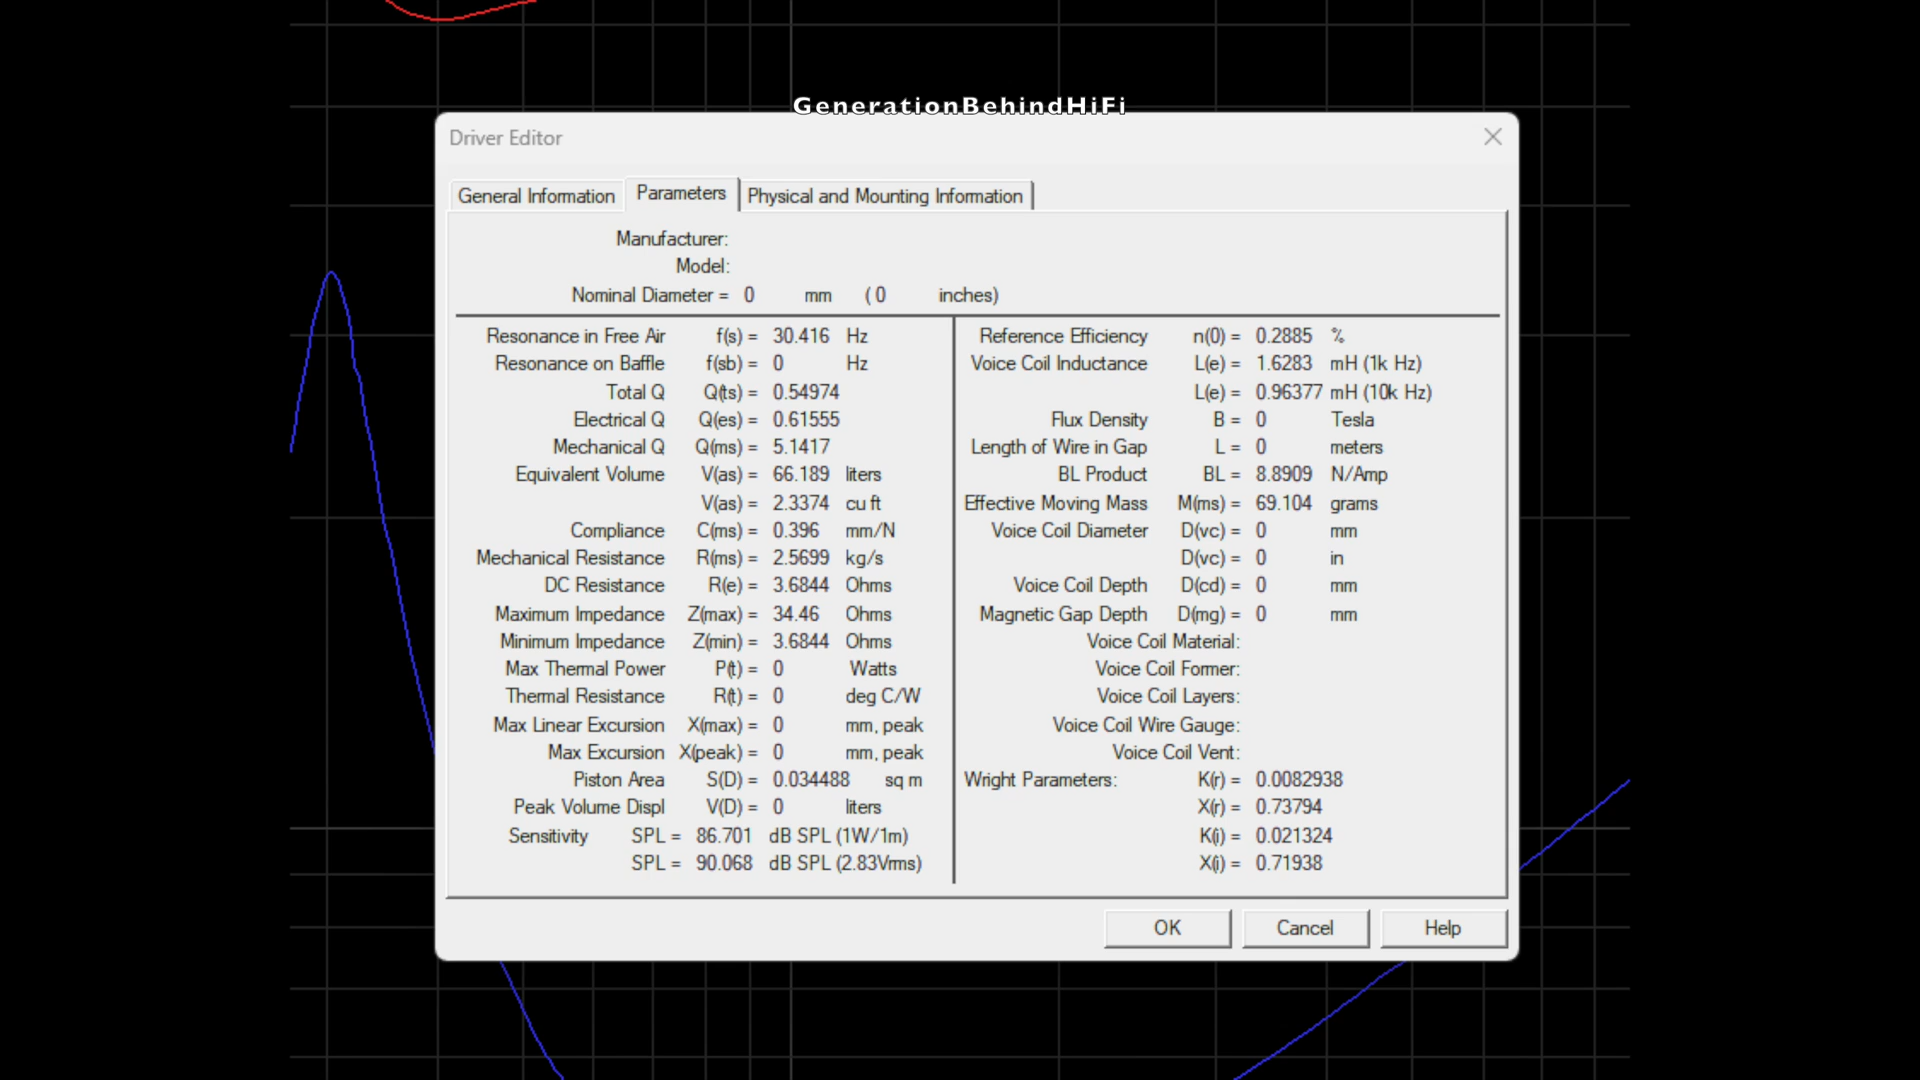 GenerationBehindHiFi
Driver Editor
General Information Parameters Physical and Mounting Information
Manufacturer:
Model:
Nominal Diameter = 0 mm ( 0 inches)
Resonance in Free Air f(s) = 30.416 Hz
Resonance on Baffle f(sb) = 0 Hz
Total Q Q(ts) = 0.54974
Electrical Q Q(es) = 0.61555
Mechanical Q Q(ms) = 5.1417
Equivalent Volume V(as) = 66.189 liters
V(as) = 2.3374 cu ft
Compliance C(ms) = 0.396 mm/N
Mechanical Resistance R(ms) = 2.5699 kg/s
DC Resistance R(e) = 3.6844 Ohms
Maximum Impedance Z(max) = 34.46 Ohms
Minimum Impedance Z(min) = 3.6844 Ohms
Max Thermal Power P(t) = 0 Watts
Thermal Resistance R(t) = 0 deg C/W
Max Linear Excursion X(max) = 0 mm, peak
Max Excursion X(peak) = 0 mm, peak
Piston Area S(D) = 0.034488 sq m
Peak Volume Displ V(D) = 0 liters
Sensitivity SPL = 86.701 dB SPL (1W/1m)
SPL = 90.068 dB SPL (2.83Vrms)
Reference Efficiency n(0) = 0.2885 %
Voice Coil Inductance L(e) = 1.6283 mH (1k Hz)
L(e) = 0.96377 mH (10k Hz)
Flux Density B = 0 Tesla
Length of Wire in Gap L = 0 meters
BL Product BL = 8.8909 N/Amp
Effective Moving Mass M(ms) = 69.104 grams
Voice Coil Diameter D(vc) = 0 mm
D(vc) = 0 in
Voice Coil Depth D(cd) = 0 mm
Magnetic Gap Depth D(mg) = 0 mm
Voice Coil Material:
Voice Coil Former:
Voice Coil Layers:
Voice Coil Wire Gauge:
Voice Coil Vent:
Wright Parameters: K(r) = 0.0082938
X(r) = 0.73794
K(i) = 0.021324
X(i) = 0.71938
OK Cancel Help